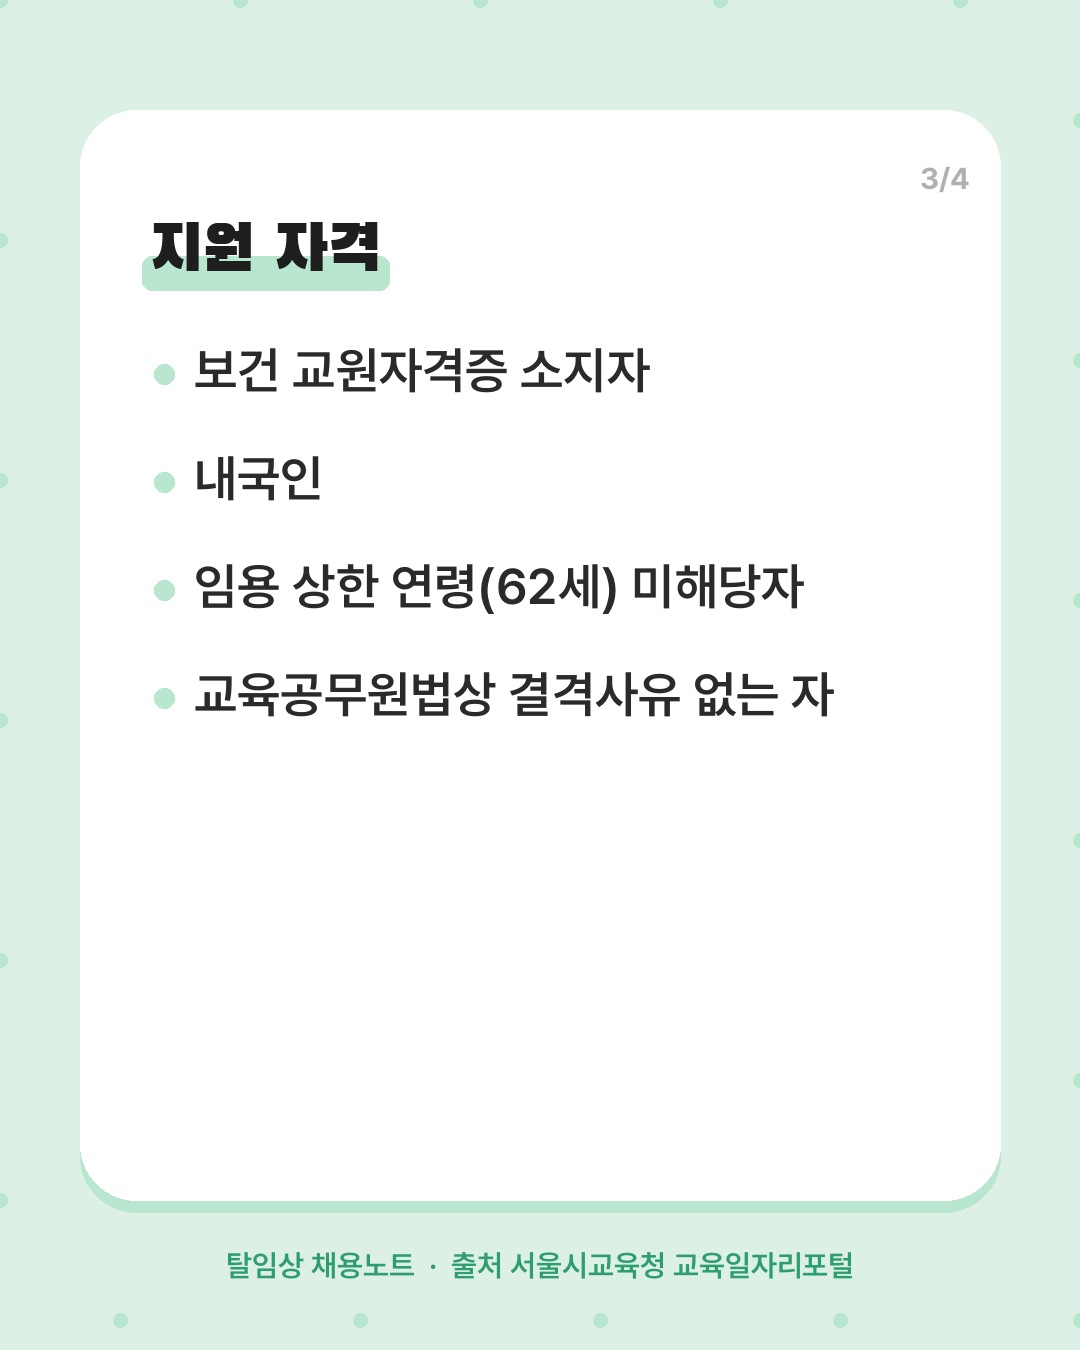 3/4
지원 자격
보건 교원자격증 소지자
내국인
임용 상한 연령(62세) 미해당자
교육공무원법상 결격사유 없는 자
탈임상 채용노트 · 출처 서울시교육청 교육일자리포털